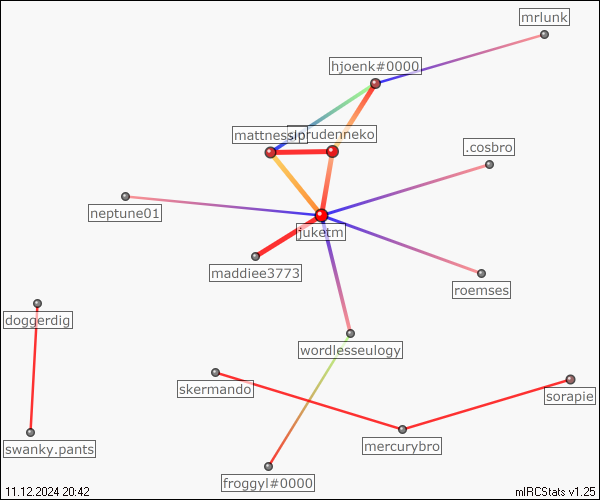 mrlunk
hjoenk#0000
prudenneko
.cosbro
neptune01
juketm
maddiee3773
roemses
doggerdig
wordlesseulogy
skermando
sorapie
swanky.pants
mercurybro
froggyl#0000
11.12.2024 20:42
mIRCStats v1.25